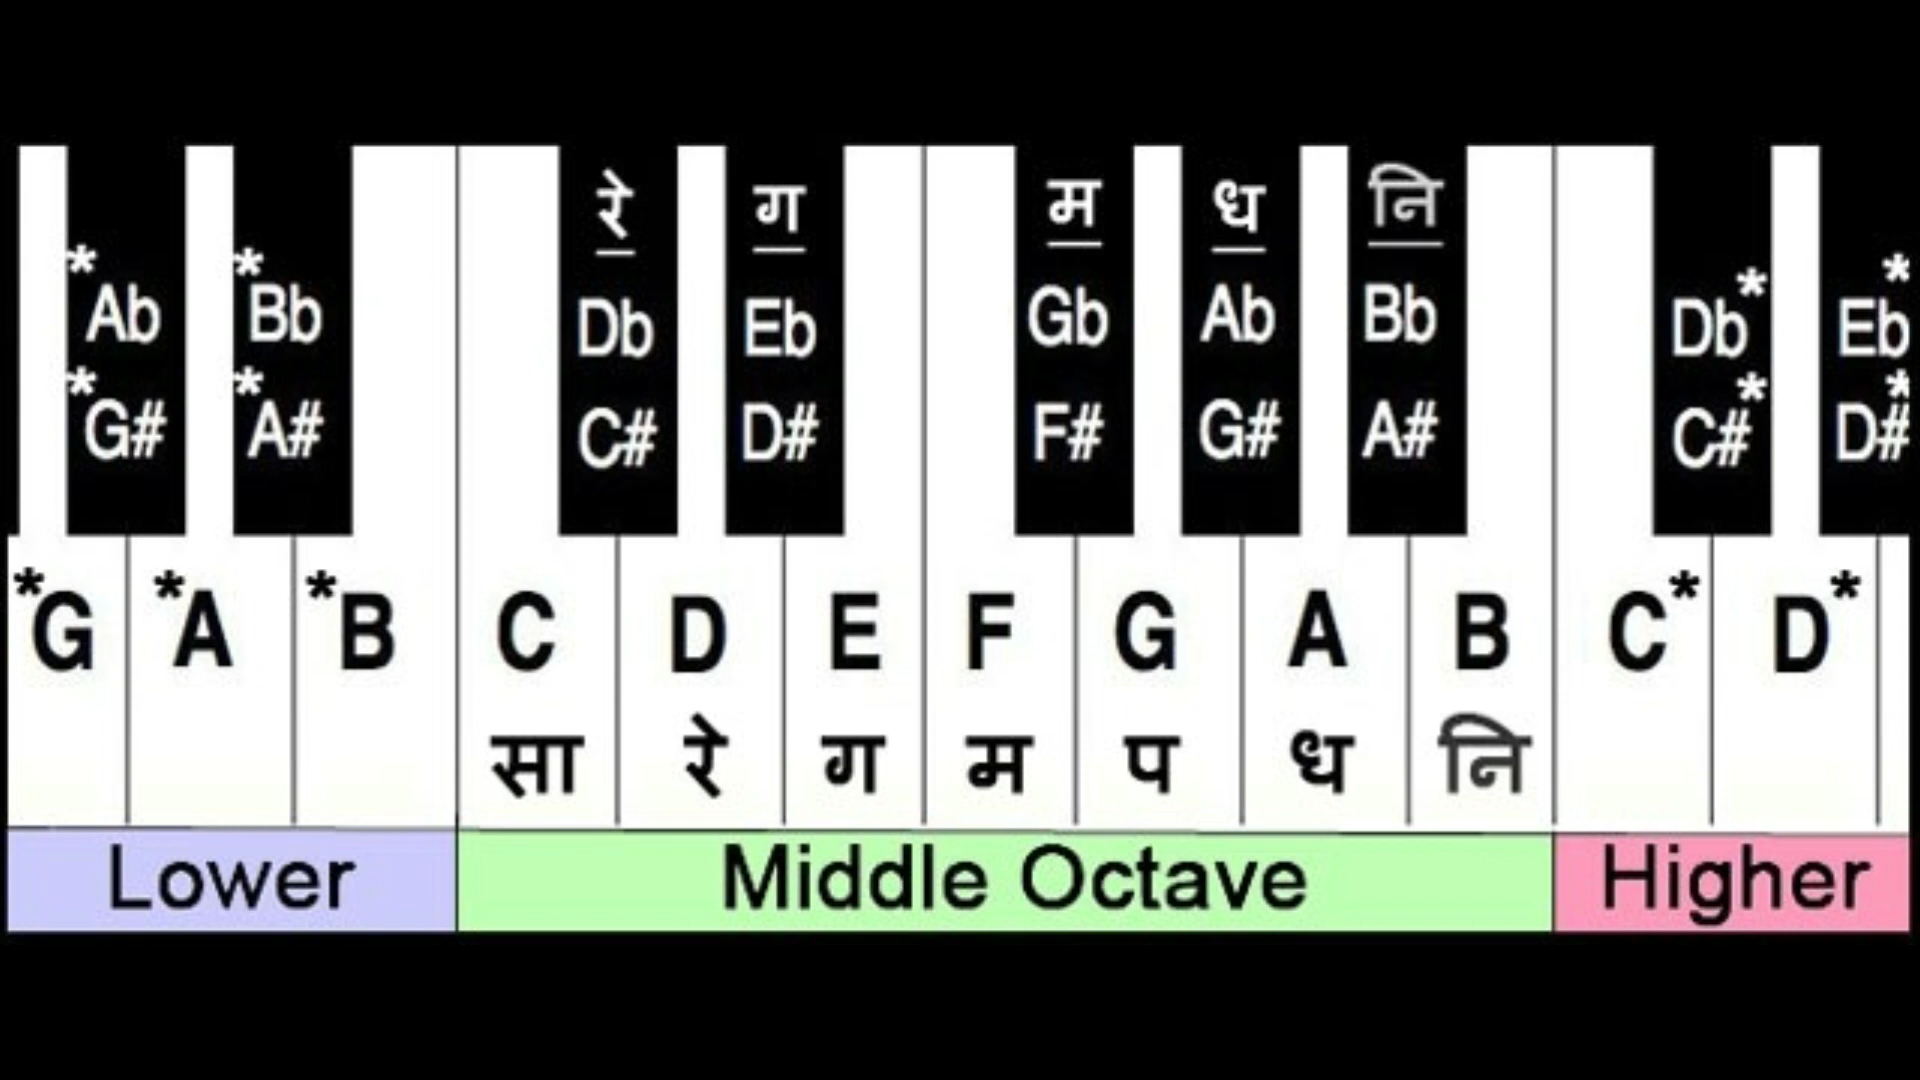 रे ग म ध नि
*Ab *Bb Db Eb Gb Ab Bb Db* Eb*
*G# *A# C# D# F# G# A# C#* D#*
*G *A *B C D E F G A B C* D*
सा रे ग म प ध नि
Lower Middle Octave Higher